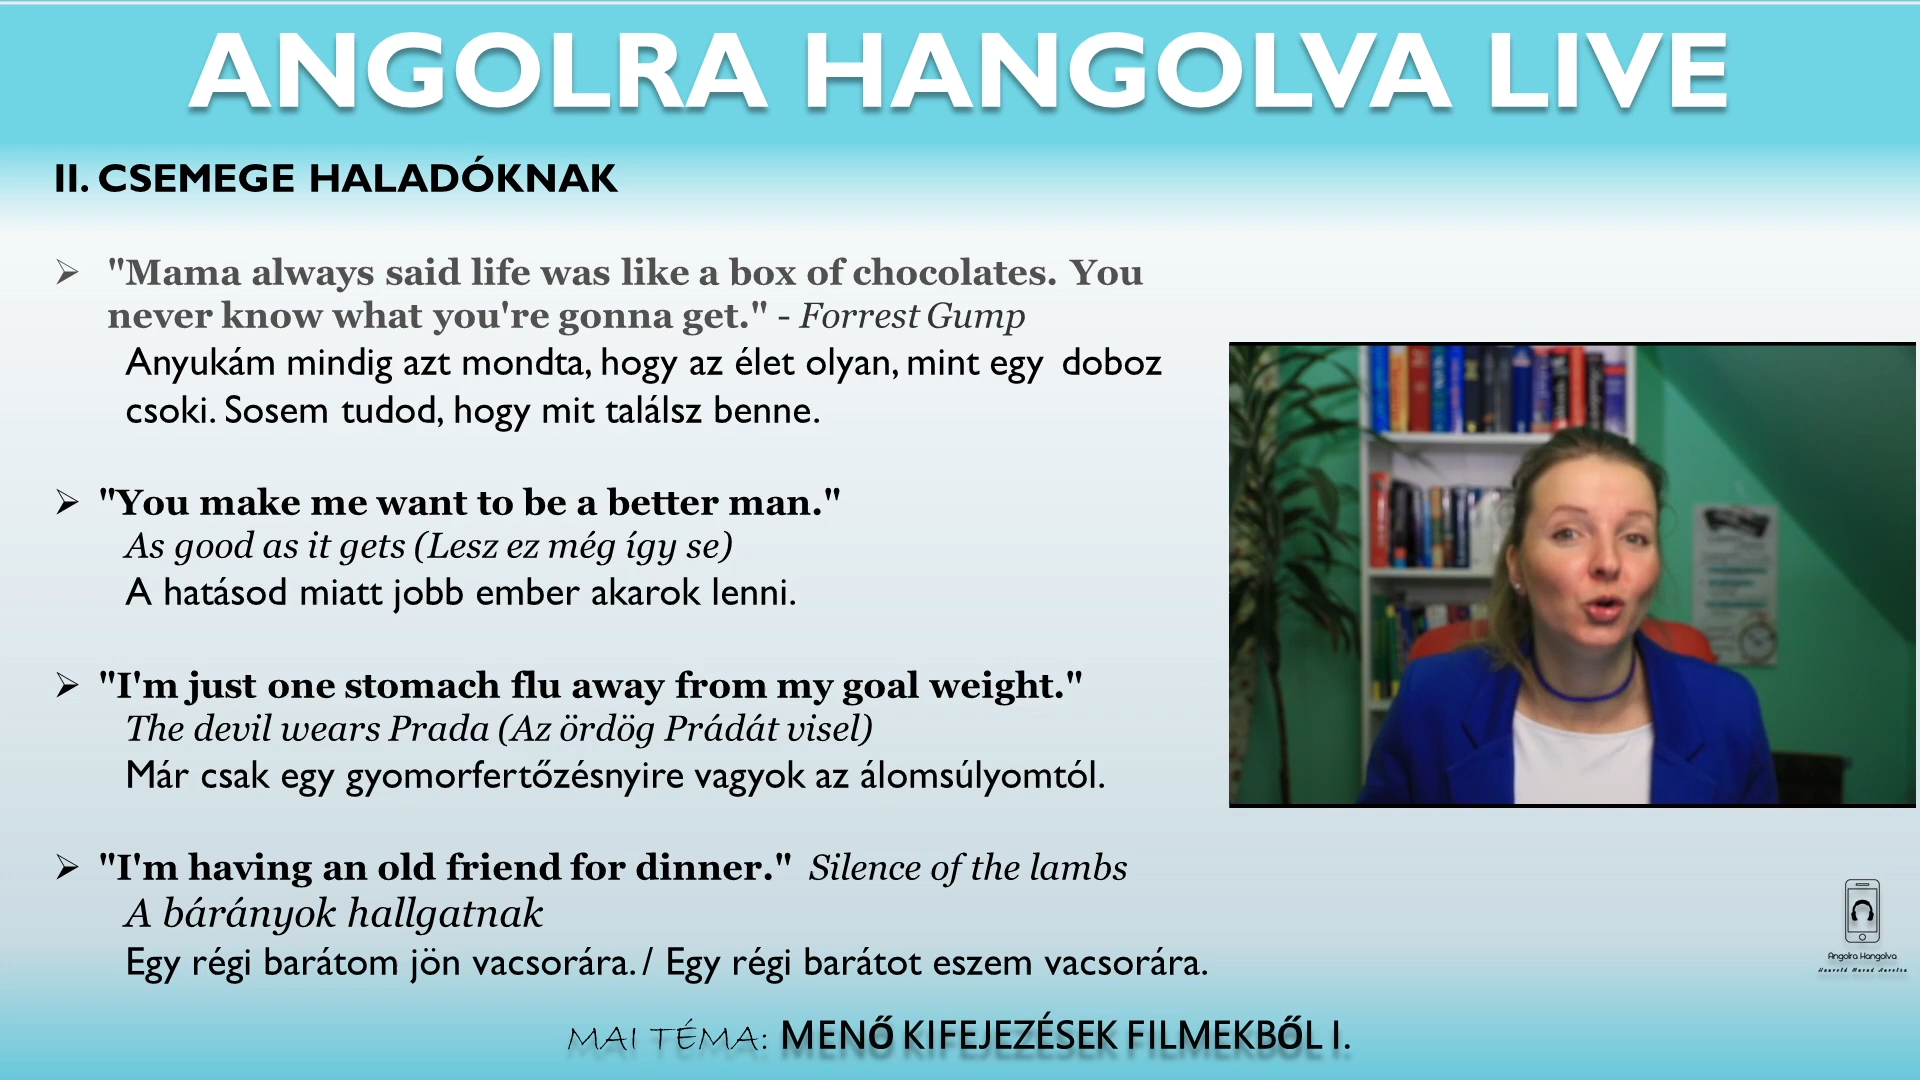 ANGOLRA HANGOLVA LIVE
II. CSEMEGE HALADÓKNAK
"Mama always said life was like a box of chocolates. You
never know what you're gonna get." - Forrest Gump
Anyukám mindig azt mondta, hogy az élet olyan, mint egy doboz
csoki. Sosem tudod, hogy mit találsz benne.
"You make me want to be a better man."
As good as it gets (Lesz ez még így se)
A hatásod miatt jobb ember akarok lenni.
"I'm just one stomach flu away from my goal weight."
The devil wears Prada (Az ördög Prádát visel)
Már csak egy gyomorfertőzésnyire vagyok az álomsúlyomtól.
"I'm having an old friend for dinner." Silence of the lambs
A bárányok hallgatnak
Egy régi barátom jön vacsorára. / Egy régi barátot eszem vacsorára.
Angolra Hangolva
MAI TÉMA: MENŐ KIFEJEZÉSEK FILMEKBŐL I.